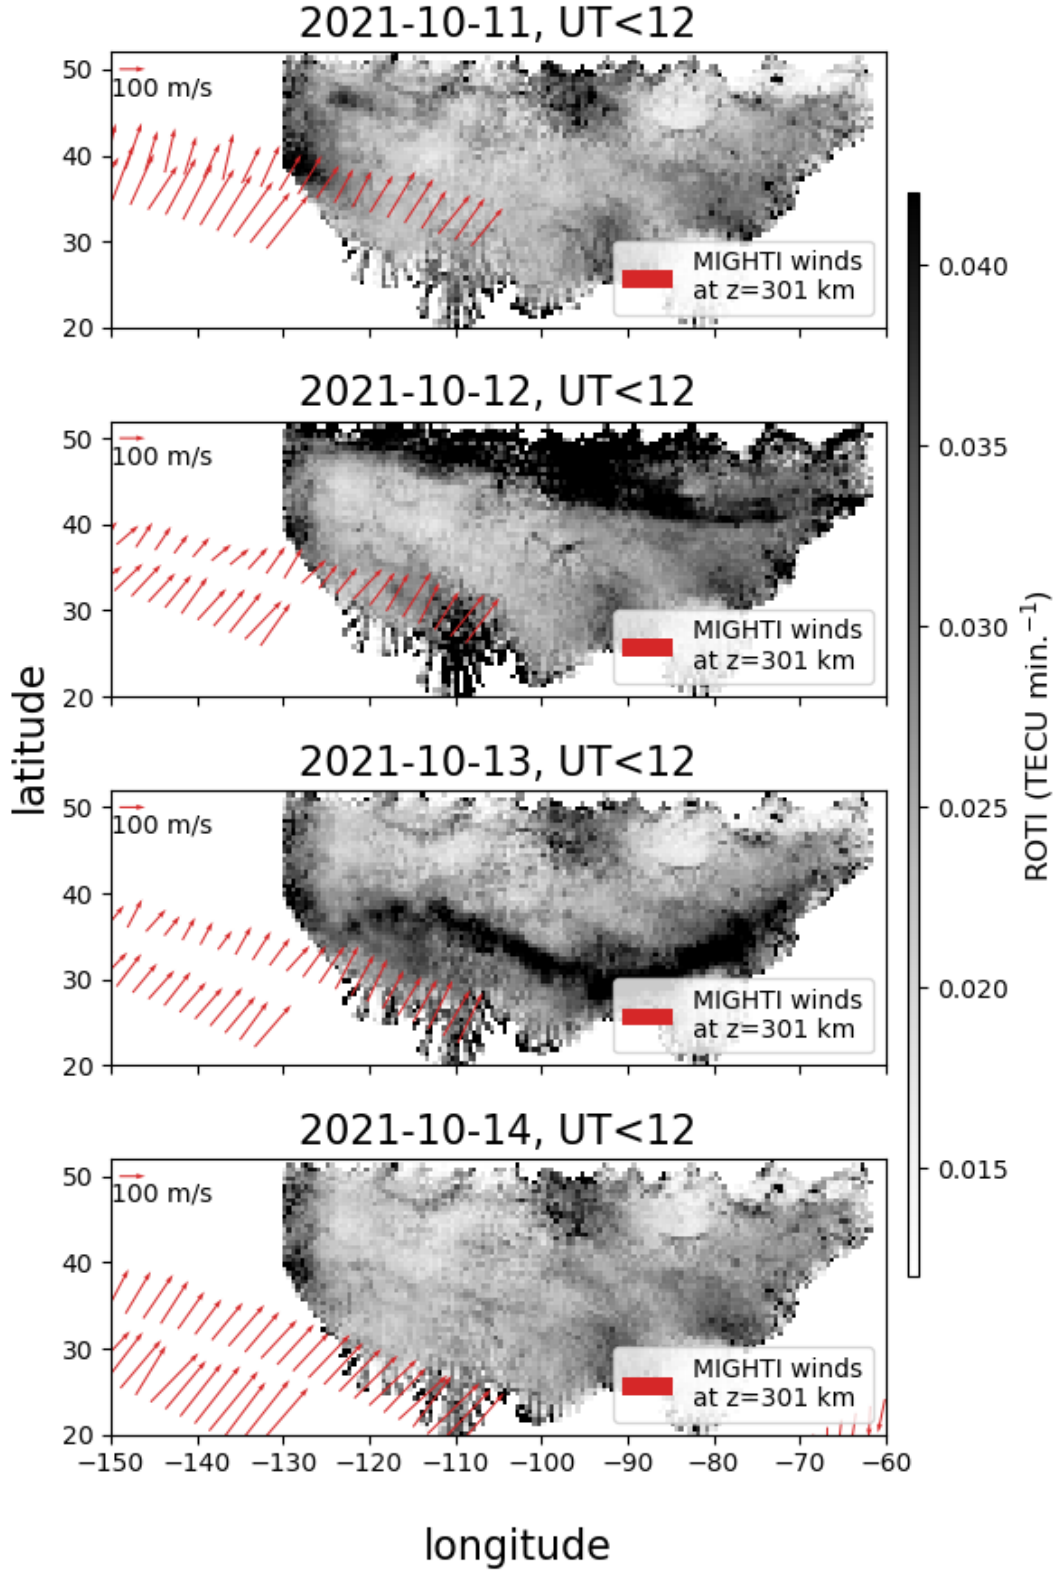 2021-10-11, UT<12
50
100 m/s
40
30
20
MIGHTI winds
at z=301 km
2021-10-12, UT<12
50
100 m/s
40
30
20
MIGHTI winds
at z=301 km
2021-10-13, UT<12
50
100 m/s
40
30
20
MIGHTI winds
at z=301 km
2021-10-14, UT<12
50
100 m/s
40
30
20
MIGHTI winds
at z=301 km
−150 −140 −130 −120 −110 −100 −90 −80 −70 −60
longitude
latitude
0.040
0.035
0.030
0.025
0.020
0.015
ROTI (TECU min.⁻¹)